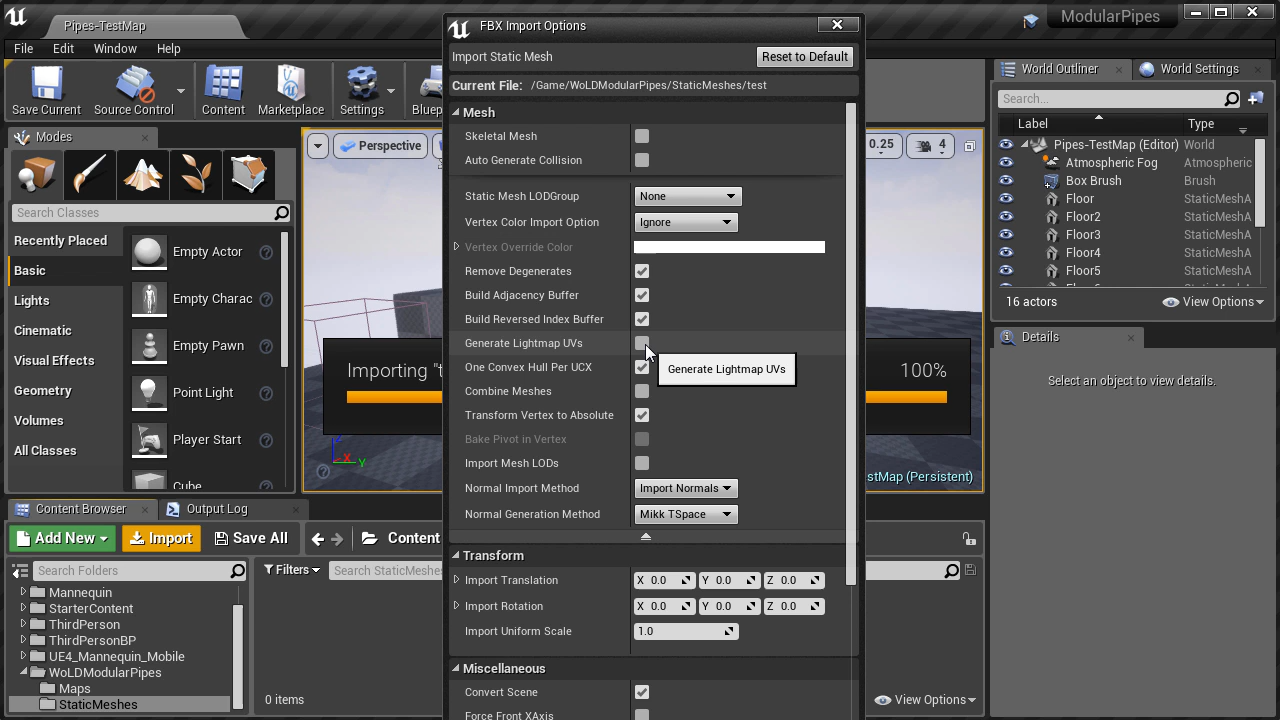 Pipes-TestMap
ModularPipes
File Edit Window Help
Save Current
Source Control
Content
Marketplace
Settings
Modes
Search Classes
Recently Placed
Basic
Lights
Cinematic
Visual Effects
Geometry
Volumes
All Classes
Empty Actor
Empty Charac
Empty Pawn
Point Light
Player Start
Cube
Perspective
0.25
4
Importing "t
100%
X
Y
Z
stMap (Persistent)
FBX Import Options
Import Static Mesh
Reset to Default
Current File: /Game/WoLDModularPipes/StaticMeshes/test
Mesh
Skeletal Mesh
Auto Generate Collision
Static Mesh LODGroup None
Vertex Color Import Option Ignore
Vertex Override Color
Remove Degenerates
Build Adjacency Buffer
Build Reversed Index Buffer
Generate Lightmap UVs
Generate Lightmap UVs
One Convex Hull Per UCX
Combine Meshes
Transform Vertex to Absolute
Bake Pivot in Vertex
Import Mesh LODs
Normal Import Method Import Normals
Normal Generation Method Mikk TSpace
Transform
Import Translation X 0.0 Y 0.0 Z 0.0
Import Rotation X 0.0 Y 0.0 Z 0.0
Import Uniform Scale 1.0
Miscellaneous
Convert Scene
Force Front XAxis
World Outliner
World Settings
Search...
Label Type
Pipes-TestMap (Editor) World
Atmospheric Fog Atmospheric
Box Brush Brush
Floor StaticMeshA
Floor2 StaticMeshA
Floor3 StaticMeshA
Floor4 StaticMeshA
Floor5 StaticMeshA
16 actors
View Options
Details
Select an object to view details.
Content Browser
Output Log
Add New
Import
Save All
Content
Search Folders
Filters
Search StaticMeshes
Mannequin
StarterContent
ThirdPerson
ThirdPersonBP
UE4_Mannequin_Mobile
WoLDModularPipes
Maps
StaticMeshes
0 items
View Options